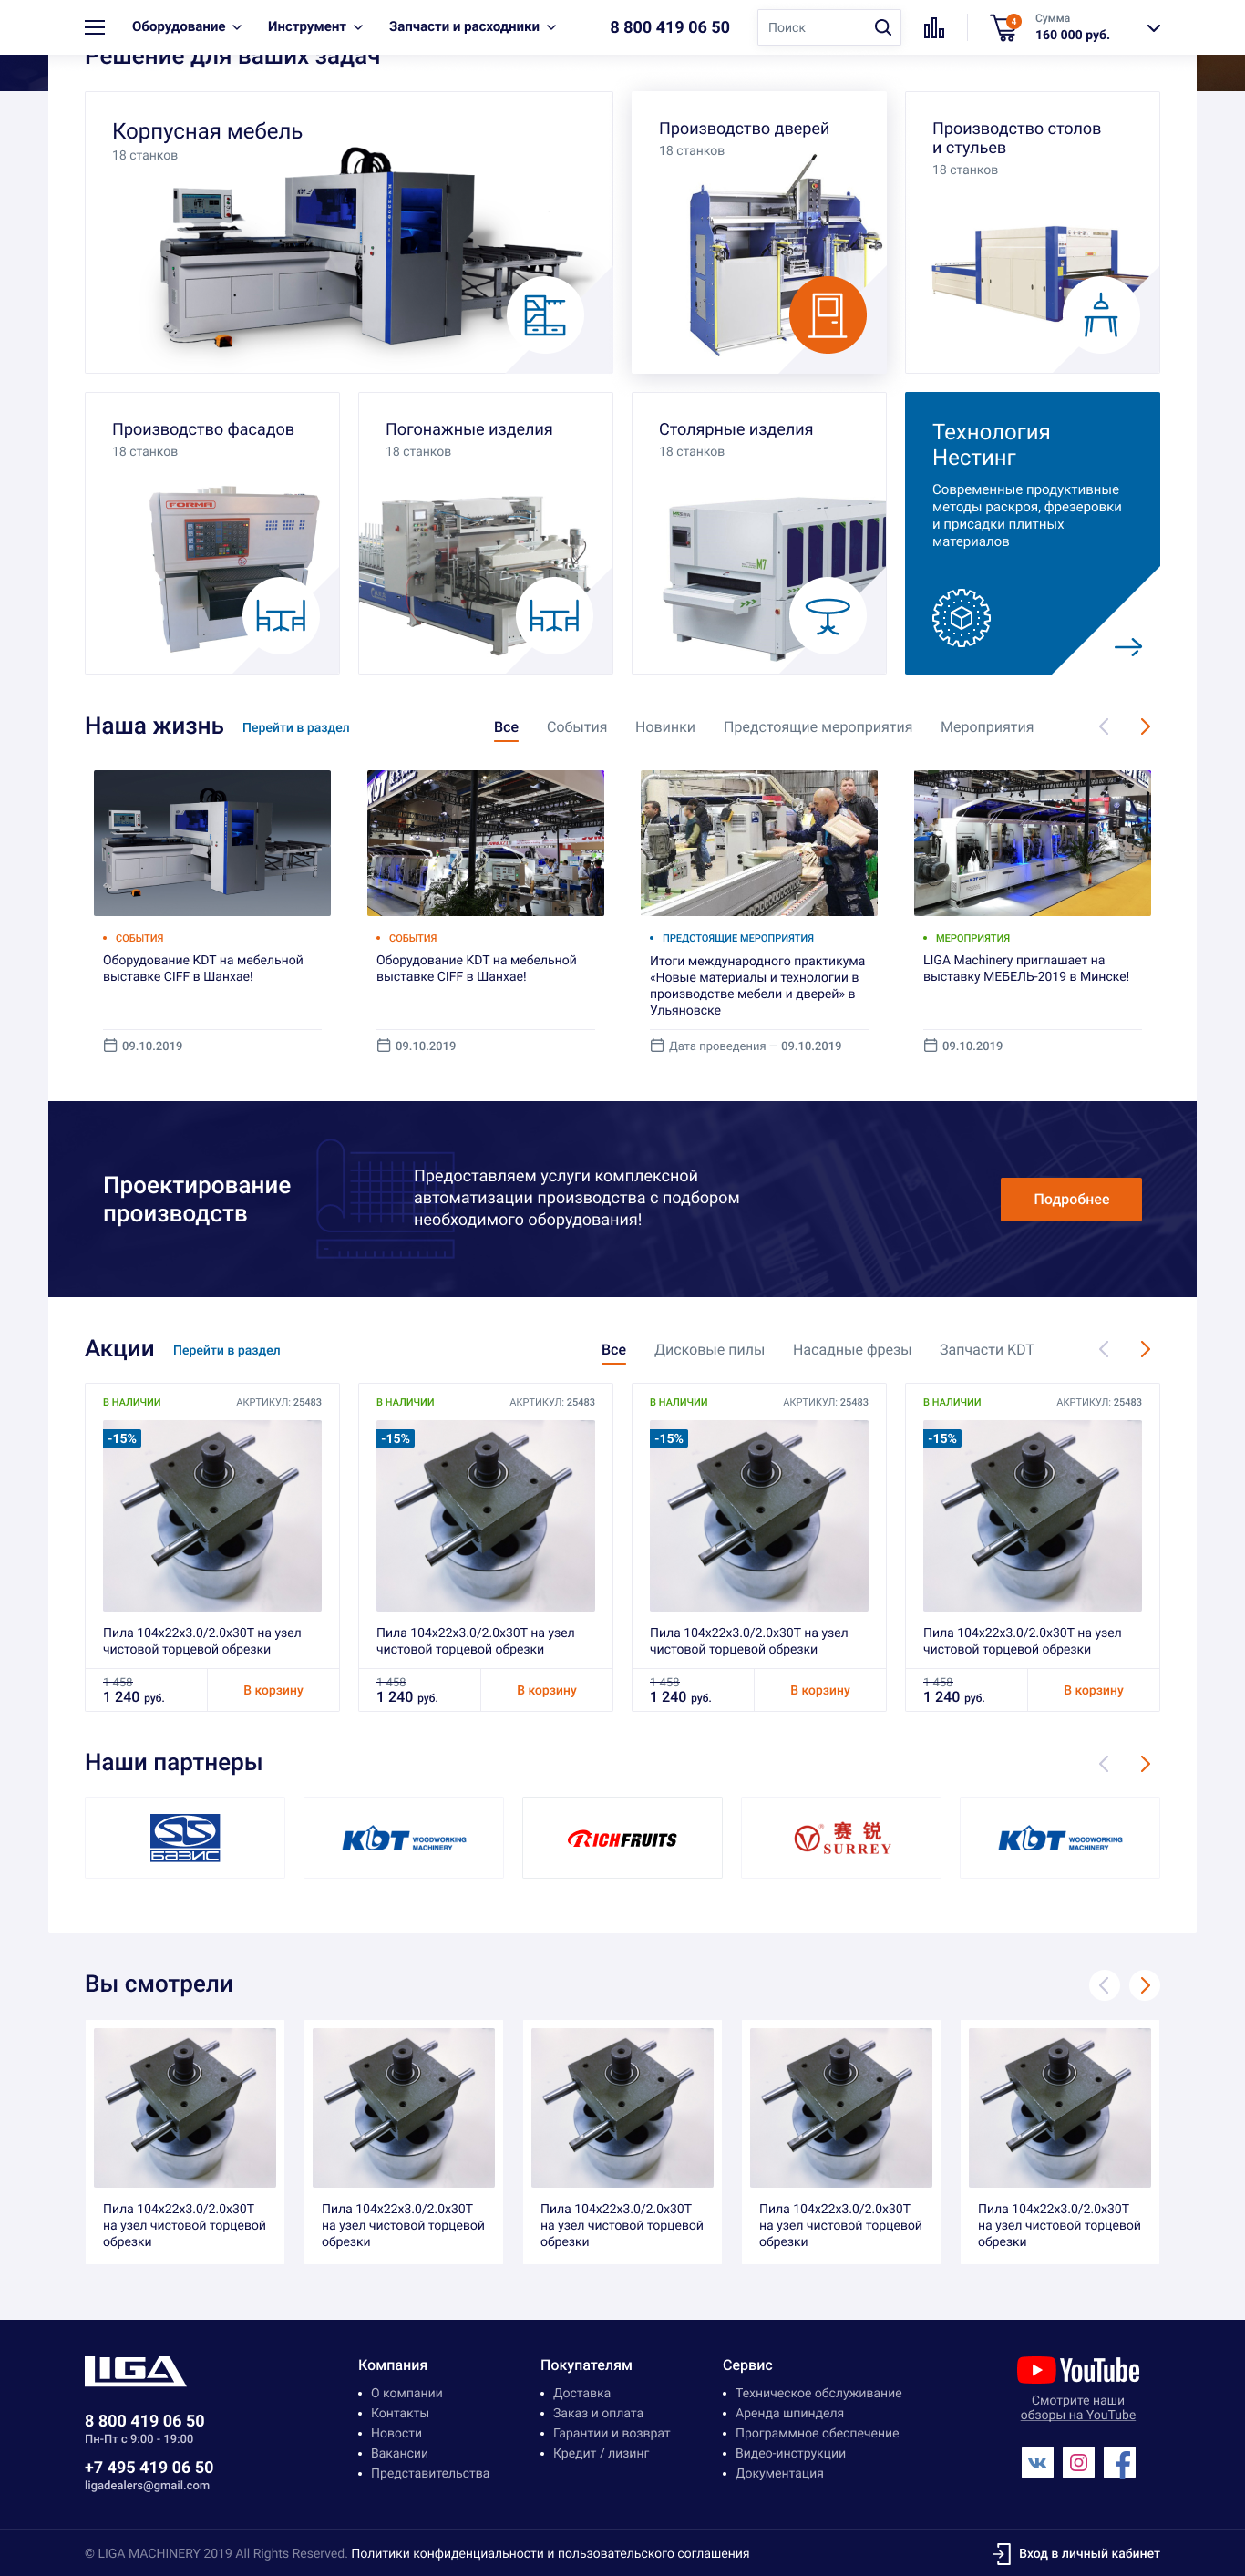 Оборудование
Инструмент
Запчасти и расходники
8 800 419 06 50
Поиск
4
Сумма
160 000 руб.
Решение для ваших задач
Корпусная мебель
18 станков
Производство дверей
18 станков
Производство столов
и стульев
18 станков
Производство фасадов
18 станков
FORMA
Погонажные изделия
18 станков
Столярные изделия
18 станков
M7
Технология
Нестинг
Современные продуктивные
методы раскроя, фрезеровки
и присадки плитных
материалов
Наша жизнь
Перейти в раздел
Все
События
Новинки
Предстоящие мероприятия
Мероприятия
СОБЫТИЯ
Оборудование KDT на мебельной
выставке CIFF в Шанхае!
09.10.2019
СОБЫТИЯ
Оборудование KDT на мебельной
выставке CIFF в Шанхае!
09.10.2019
ПРЕДСТОЯЩИЕ МЕРОПРИЯТИЯ
Итоги международного практикума
«Новые материалы и технологии в
производстве мебели и дверей» в
Ульяновске
Дата проведения — 09.10.2019
МЕРОПРИЯТИЯ
LIGA Machinery приглашает на
выставку МЕБЕЛЬ-2019 в Минске!
09.10.2019
Проектирование
производств
Предоставляем услуги комплексной
автоматизации производства с подбором
необходимого оборудования!
Подробнее
Акции
Перейти в раздел
Все
Дисковые пилы
Насадные фрезы
Запчасти KDT
В НАЛИЧИИ
АКРТИКУЛ: 25483
-15%
Пила 104x22x3.0/2.0x30T на узел
чистовой торцевой обрезки
1 458
1 240 руб.
В корзину
В НАЛИЧИИ
АКРТИКУЛ: 25483
-15%
Пила 104x22x3.0/2.0x30T на узел
чистовой торцевой обрезки
1 458
1 240 руб.
В корзину
В НАЛИЧИИ
АКРТИКУЛ: 25483
-15%
Пила 104x22x3.0/2.0x30T на узел
чистовой торцевой обрезки
1 458
1 240 руб.
В корзину
В НАЛИЧИИ
АКРТИКУЛ: 25483
-15%
Пила 104x22x3.0/2.0x30T на узел
чистовой торцевой обрезки
1 458
1 240 руб.
В корзину
Наши партнеры
БАЗИС
KDT WOODWORKING
MACHINERY
RICHFRUITS
赛锐
SURREY
KDT WOODWORKING
MACHINERY
Вы смотрели
Пила 104x22x3.0/2.0x30T
на узел чистовой торцевой
обрезки
Пила 104x22x3.0/2.0x30T
на узел чистовой торцевой
обрезки
Пила 104x22x3.0/2.0x30T
на узел чистовой торцевой
обрезки
Пила 104x22x3.0/2.0x30T
на узел чистовой торцевой
обрезки
Пила 104x22x3.0/2.0x30T
на узел чистовой торцевой
обрезки
LIGA
8 800 419 06 50
Пн-Пт с 9:00 - 19:00
+7 495 419 06 50
ligadealers@gmail.com
Компания
О компании
Контакты
Новости
Вакансии
Представительства
Покупателям
Доставка
Заказ и оплата
Гарантии и возврат
Кредит / лизинг
Сервис
Техническое обслуживание
Аренда шпинделя
Программное обеспечение
Видео-инструкции
Документация
YouTube
Смотрите наши
обзоры на YouTube
© LIGA MACHINERY 2019 All Rights Reserved. Политики конфиденциальности и пользовательского соглашения
Вход в личный кабинет